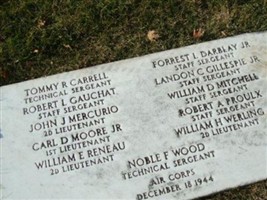 TOMMY R CARRELL
TECHNICAL SERGEANT
ROBERT L GAUCHAT
STAFF SERGEANT
JOHN J MERCURIO
2D LIEUTENANT
CARL D MOORE JR
1ST LIEUTENANT
WILLIAM E RENEAU
2D LIEUTENANT
FORREST L DARBLAY JR
STAFF SERGEANT
LANDON C GILLESPIE JR
STAFF SERGEANT
WILLIAM D MITCHELL
STAFF SERGEANT
ROBERT A PROULX
STAFF SERGEANT
WILLIAM H WERLING
2D LIEUTENANT
NOBLE F WOOD
TECHNICAL SERGEANT
AIR CORPS
DECEMBER 18 1944